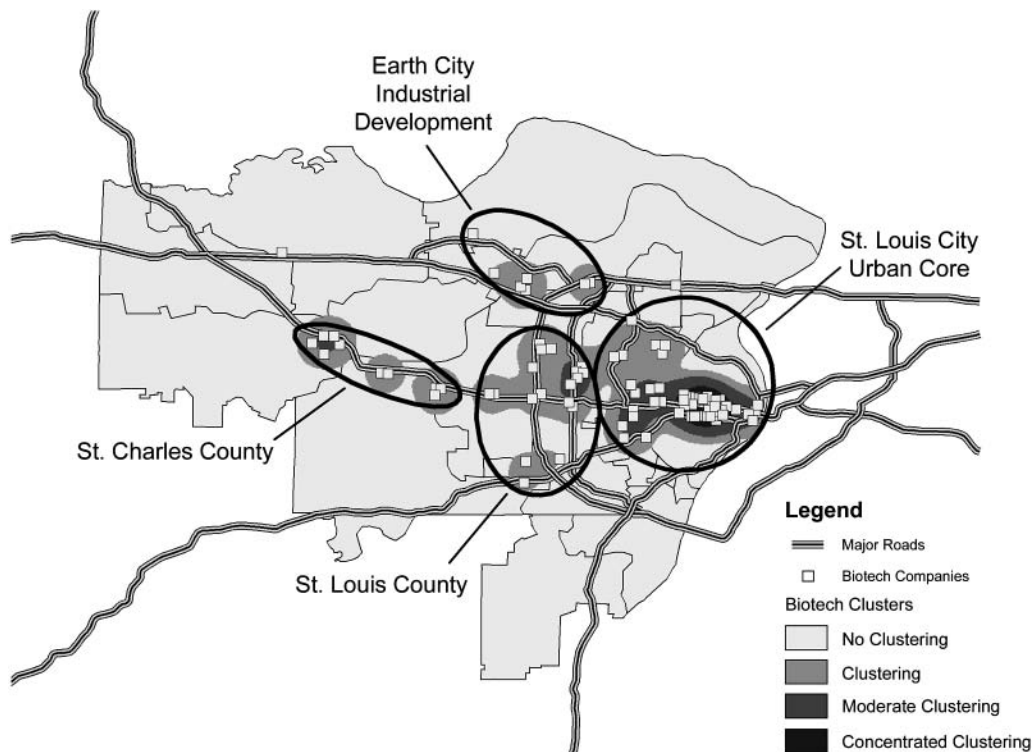 Earth City
Industrial
Development
St. Louis City
Urban Core
St. Charles County
St. Louis County
Legend
Major Roads
Biotech Companies
Biotech Clusters
No Clustering
Clustering
Moderate Clustering
Concentrated Clustering